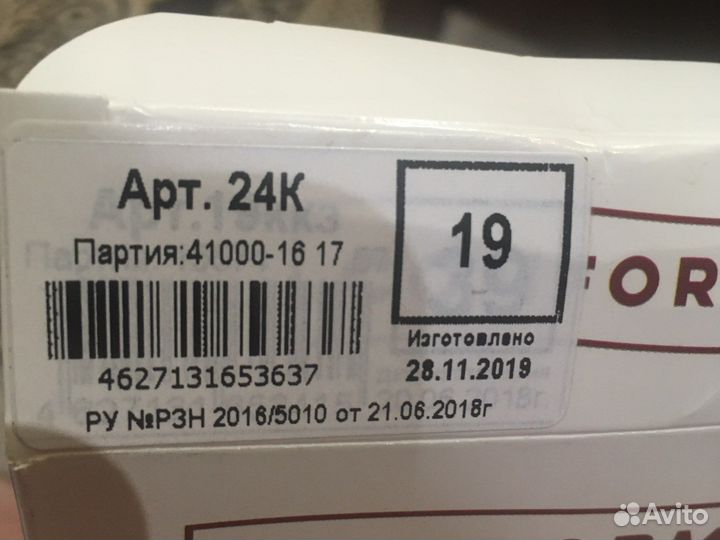 Арт. 24К
Партия:41000-16 17
19
Изготовлено
28.11.2019
4627131653637
РУ №РЗН 2016/5010 от 21.06.2018г
FOR
Avito